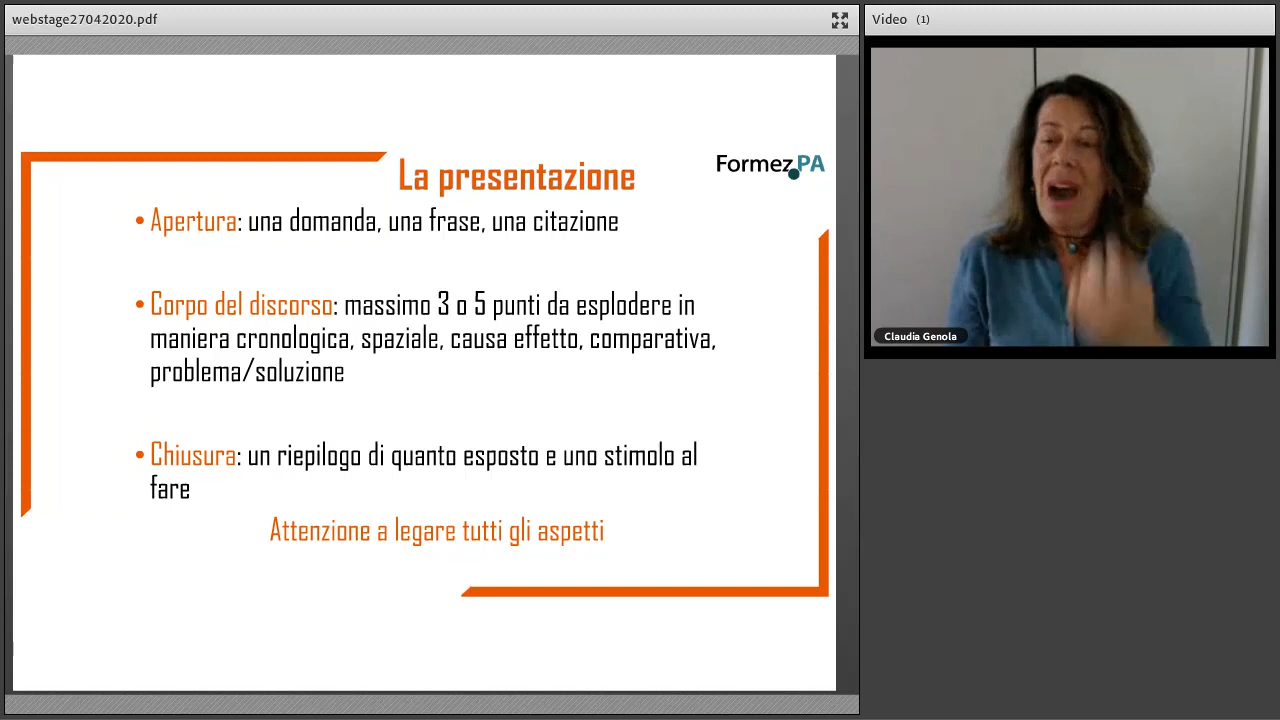 webstage27042020.pdf
Video (1)
La presentazione
Formez PA
• Apertura: una domanda, una frase, una citazione
• Corpo del discorso: massimo 3 o 5 punti da esplodere in
maniera cronologica, spaziale, causa effetto, comparativa,
problema/soluzione
• Chiusura: un riepilogo di quanto esposto e uno stimolo al
fare
Attenzione a legare tutti gli aspetti
Claudia Genola